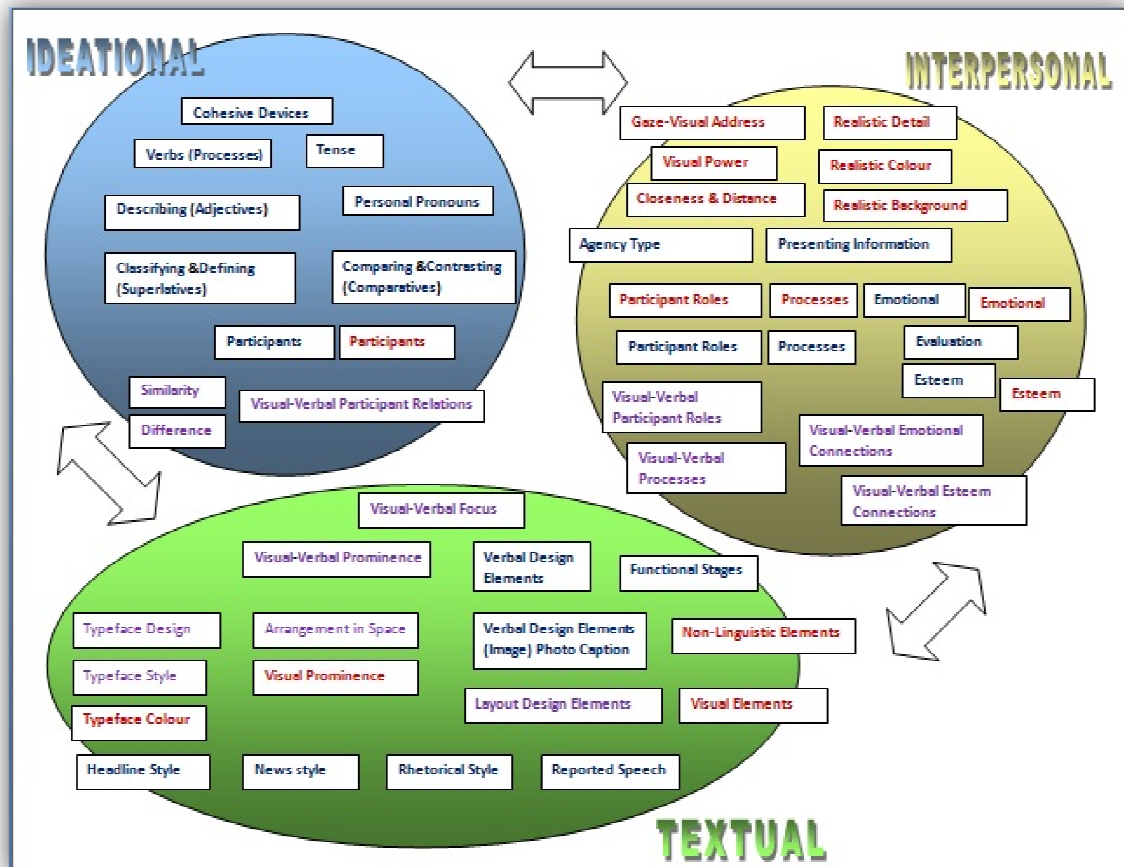 IDEATIONAL
Cohesive Devices
Verbs (Processes)
Tense
Describing (Adjectives)
Personal Pronouns
Classifying &Defining
(Superlatives)
Comparing &Contrasting
(Comparatives)
Participants
Participants
Similarity
Visual-Verbal Participant Relations
Difference
INTERPERSONAL
Gaze-Visual Address
Realistic Detail
Visual Power
Realistic Colour
Closeness & Distance
Realistic Background
Agency Type
Presenting Information
Participant Roles
Processes
Emotional
Emotional
Participant Roles
Processes
Evaluation
Esteem
Esteem
Visual-Verbal
Participant Roles
Visual-Verbal Emotional
Connections
Visual-Verbal
Processes
Visual-Verbal Esteem
Connections
Visual-Verbal Focus
Visual-Verbal Prominence
Verbal Design
Elements
Functional Stages
Typeface Design
Arrangement in Space
Verbal Design Elements
(Image) Photo Caption
Non-Linguistic Elements
Typeface Style
Visual Prominence
Layout Design Elements
Visual Elements
Typeface Colour
Headline Style
News style
Rhetorical Style
Reported Speech
TEXTUAL